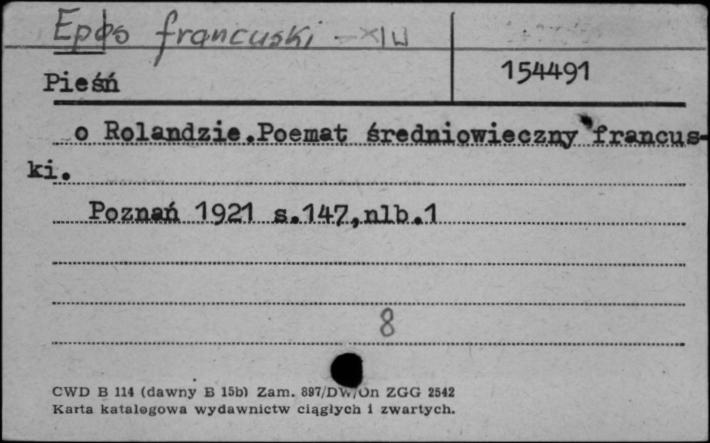 Epos francuski - XI w
Pieśń
154491
o Rolandzie.Poemat średniowieczny francus-
ki.
Poznań 1921 s.147,nlb.1
8
CWD B 114 (dawny B 15b) Zam. 897/DW/On ZGG 2542
Karta katalogowa wydawnictw ciągłych i zwartych.